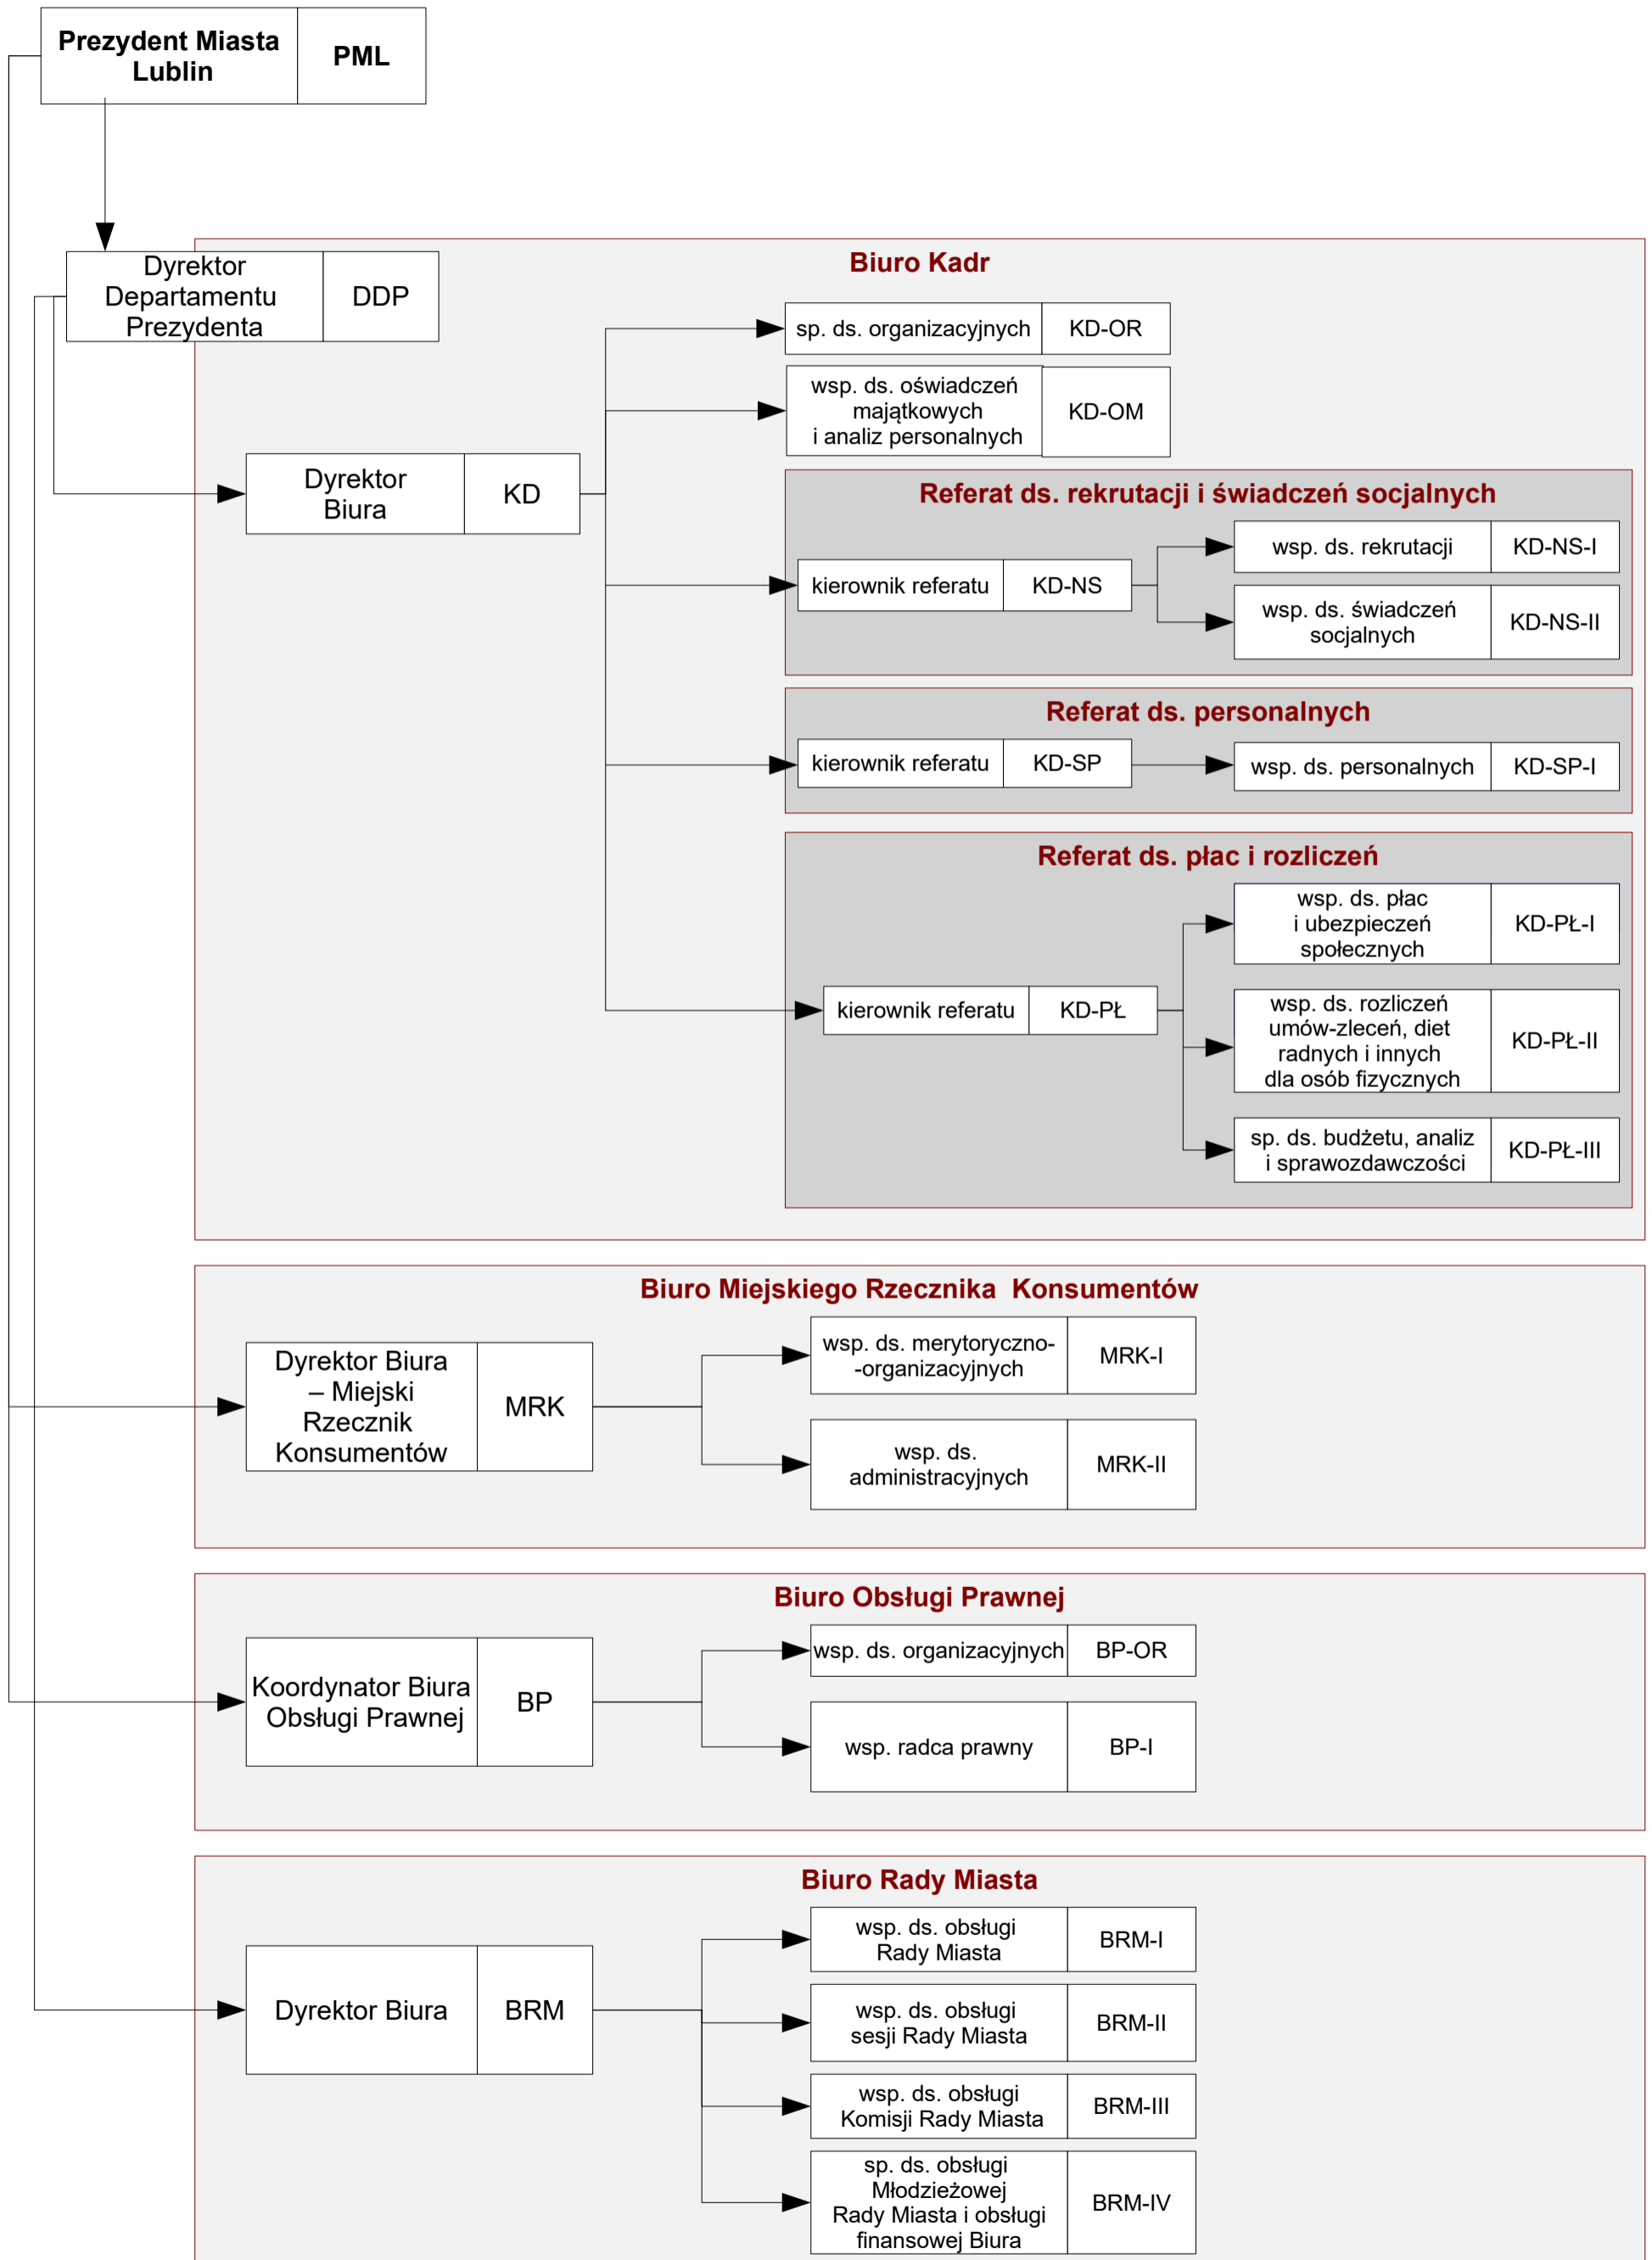 Prezydent Miasta
Lublin
PML
Dyrektor
Departamentu
Prezydenta
DDP
Biuro Kadr
sp. ds. organizacyjnych
KD-OR
wsp. ds. oświadczeń
majątkowych
i analiz personalnych
KD-OM
Dyrektor
Biura
KD
Referat ds. rekrutacji i świadczeń socjalnych
kierownik referatu
KD-NS
wsp. ds. rekrutacji
KD-NS-I
wsp. ds. świadczeń
socjalnych
KD-NS-II
Referat ds. personalnych
kierownik referatu
KD-SP
wsp. ds. personalnych
KD-SP-I
Referat ds. płac i rozliczeń
kierownik referatu
KD-PŁ
wsp. ds. płac
i ubezpieczeń
społecznych
KD-PŁ-I
wsp. ds. rozliczeń
umów-zleceń, diet
radnych i innych
dla osób fizycznych
KD-PŁ-II
sp. ds. budżetu, analiz
i sprawozdawczości
KD-PŁ-III
Biuro Miejskiego Rzecznika  Konsumentów
Dyrektor Biura
– Miejski
Rzecznik
Konsumentów
MRK
wsp. ds. merytoryczno-
-organizacyjnych
MRK-I
wsp. ds.
administracyjnych
MRK-II
Biuro Obsługi Prawnej
Koordynator Biura
Obsługi Prawnej
BP
wsp. ds. organizacyjnych
BP-OR
wsp. radca prawny
BP-I
Biuro Rady Miasta
Dyrektor Biura
BRM
wsp. ds. obsługi
Rady Miasta
BRM-I
wsp. ds. obsługi
sesji Rady Miasta
BRM-II
wsp. ds. obsługi
Komisji Rady Miasta
BRM-III
sp. ds. obsługi
Młodzieżowej
Rady Miasta i obsługi
finansowej Biura
BRM-IV